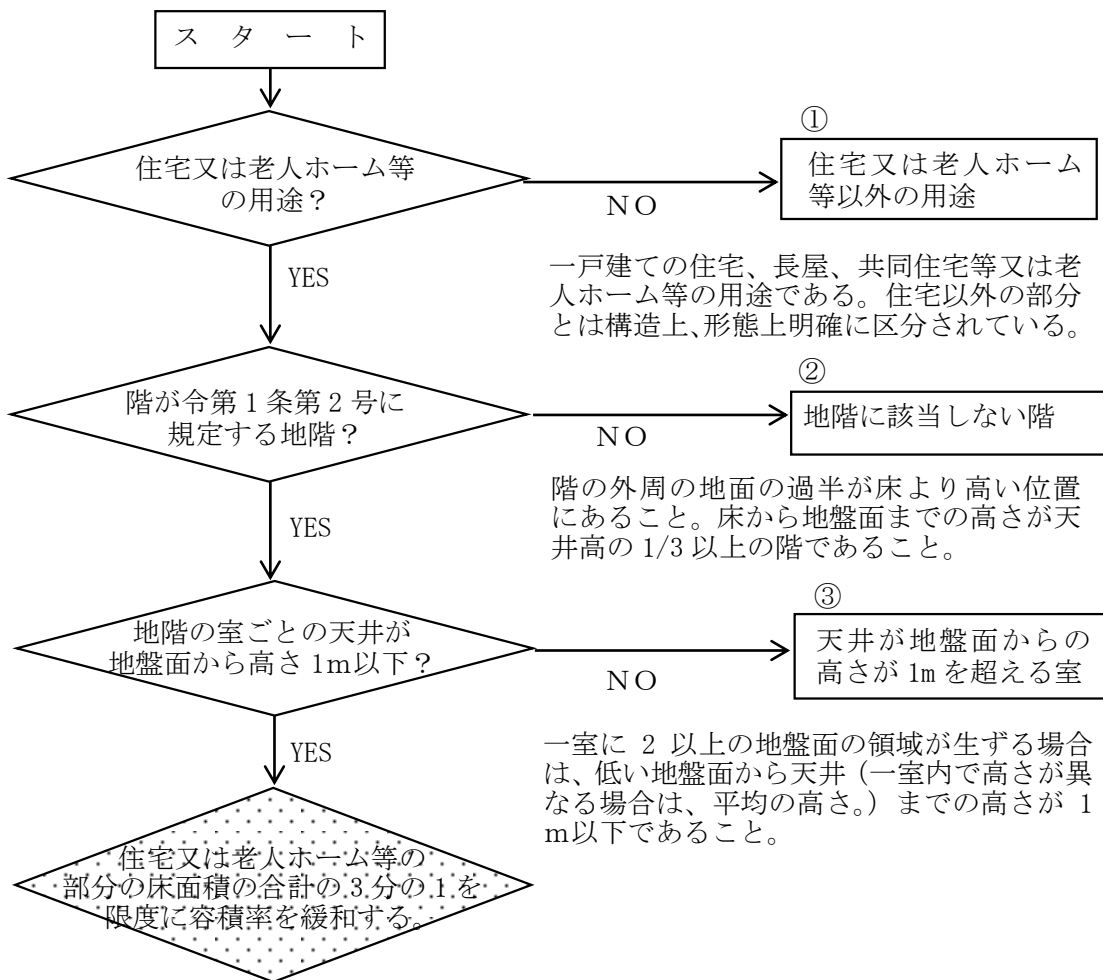 スタート
住宅又は老人ホーム等
の用途？
NO
①
住宅又は老人ホーム
等以外の用途
YES
一戸建ての住宅、長屋、共同住宅等又は老
人ホーム等の用途である。住宅以外の部分
とは構造上、形態上明確に区分されている。
階が令第1条第2号に
規定する地階？
NO
②
地階に該当しない階
YES
階の外周の地面の過半が床より高い位置
にあること。床から地盤面までの高さが天
井高の1/3以上の階であること。
地階の室ごとの天井が
地盤面から高さ1m以下？
NO
③
天井が地盤面からの
高さが1mを超える室
YES
一室に2以上の地盤面の領域が生ずる場合
は、低い地盤面から天井（一室内で高さが異
なる場合は、平均の高さ。）までの高さが1
m以下であること。
住宅又は老人ホーム等の
部分の床面積の合計の3分の1を
限度に容積率を緩和する。